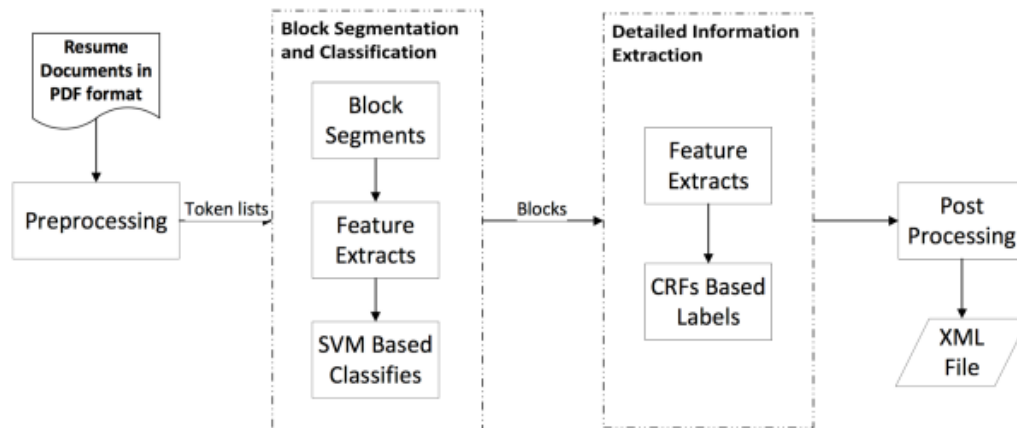 Resume
Documents in
PDF format
Preprocessing
Token lists
Block Segmentation
and Classification
Block
Segments
Feature
Extracts
SVM Based
Classifies
Blocks
Detailed Information
Extraction
Feature
Extracts
CRFs Based
Labels
Post
Processing
XML
File